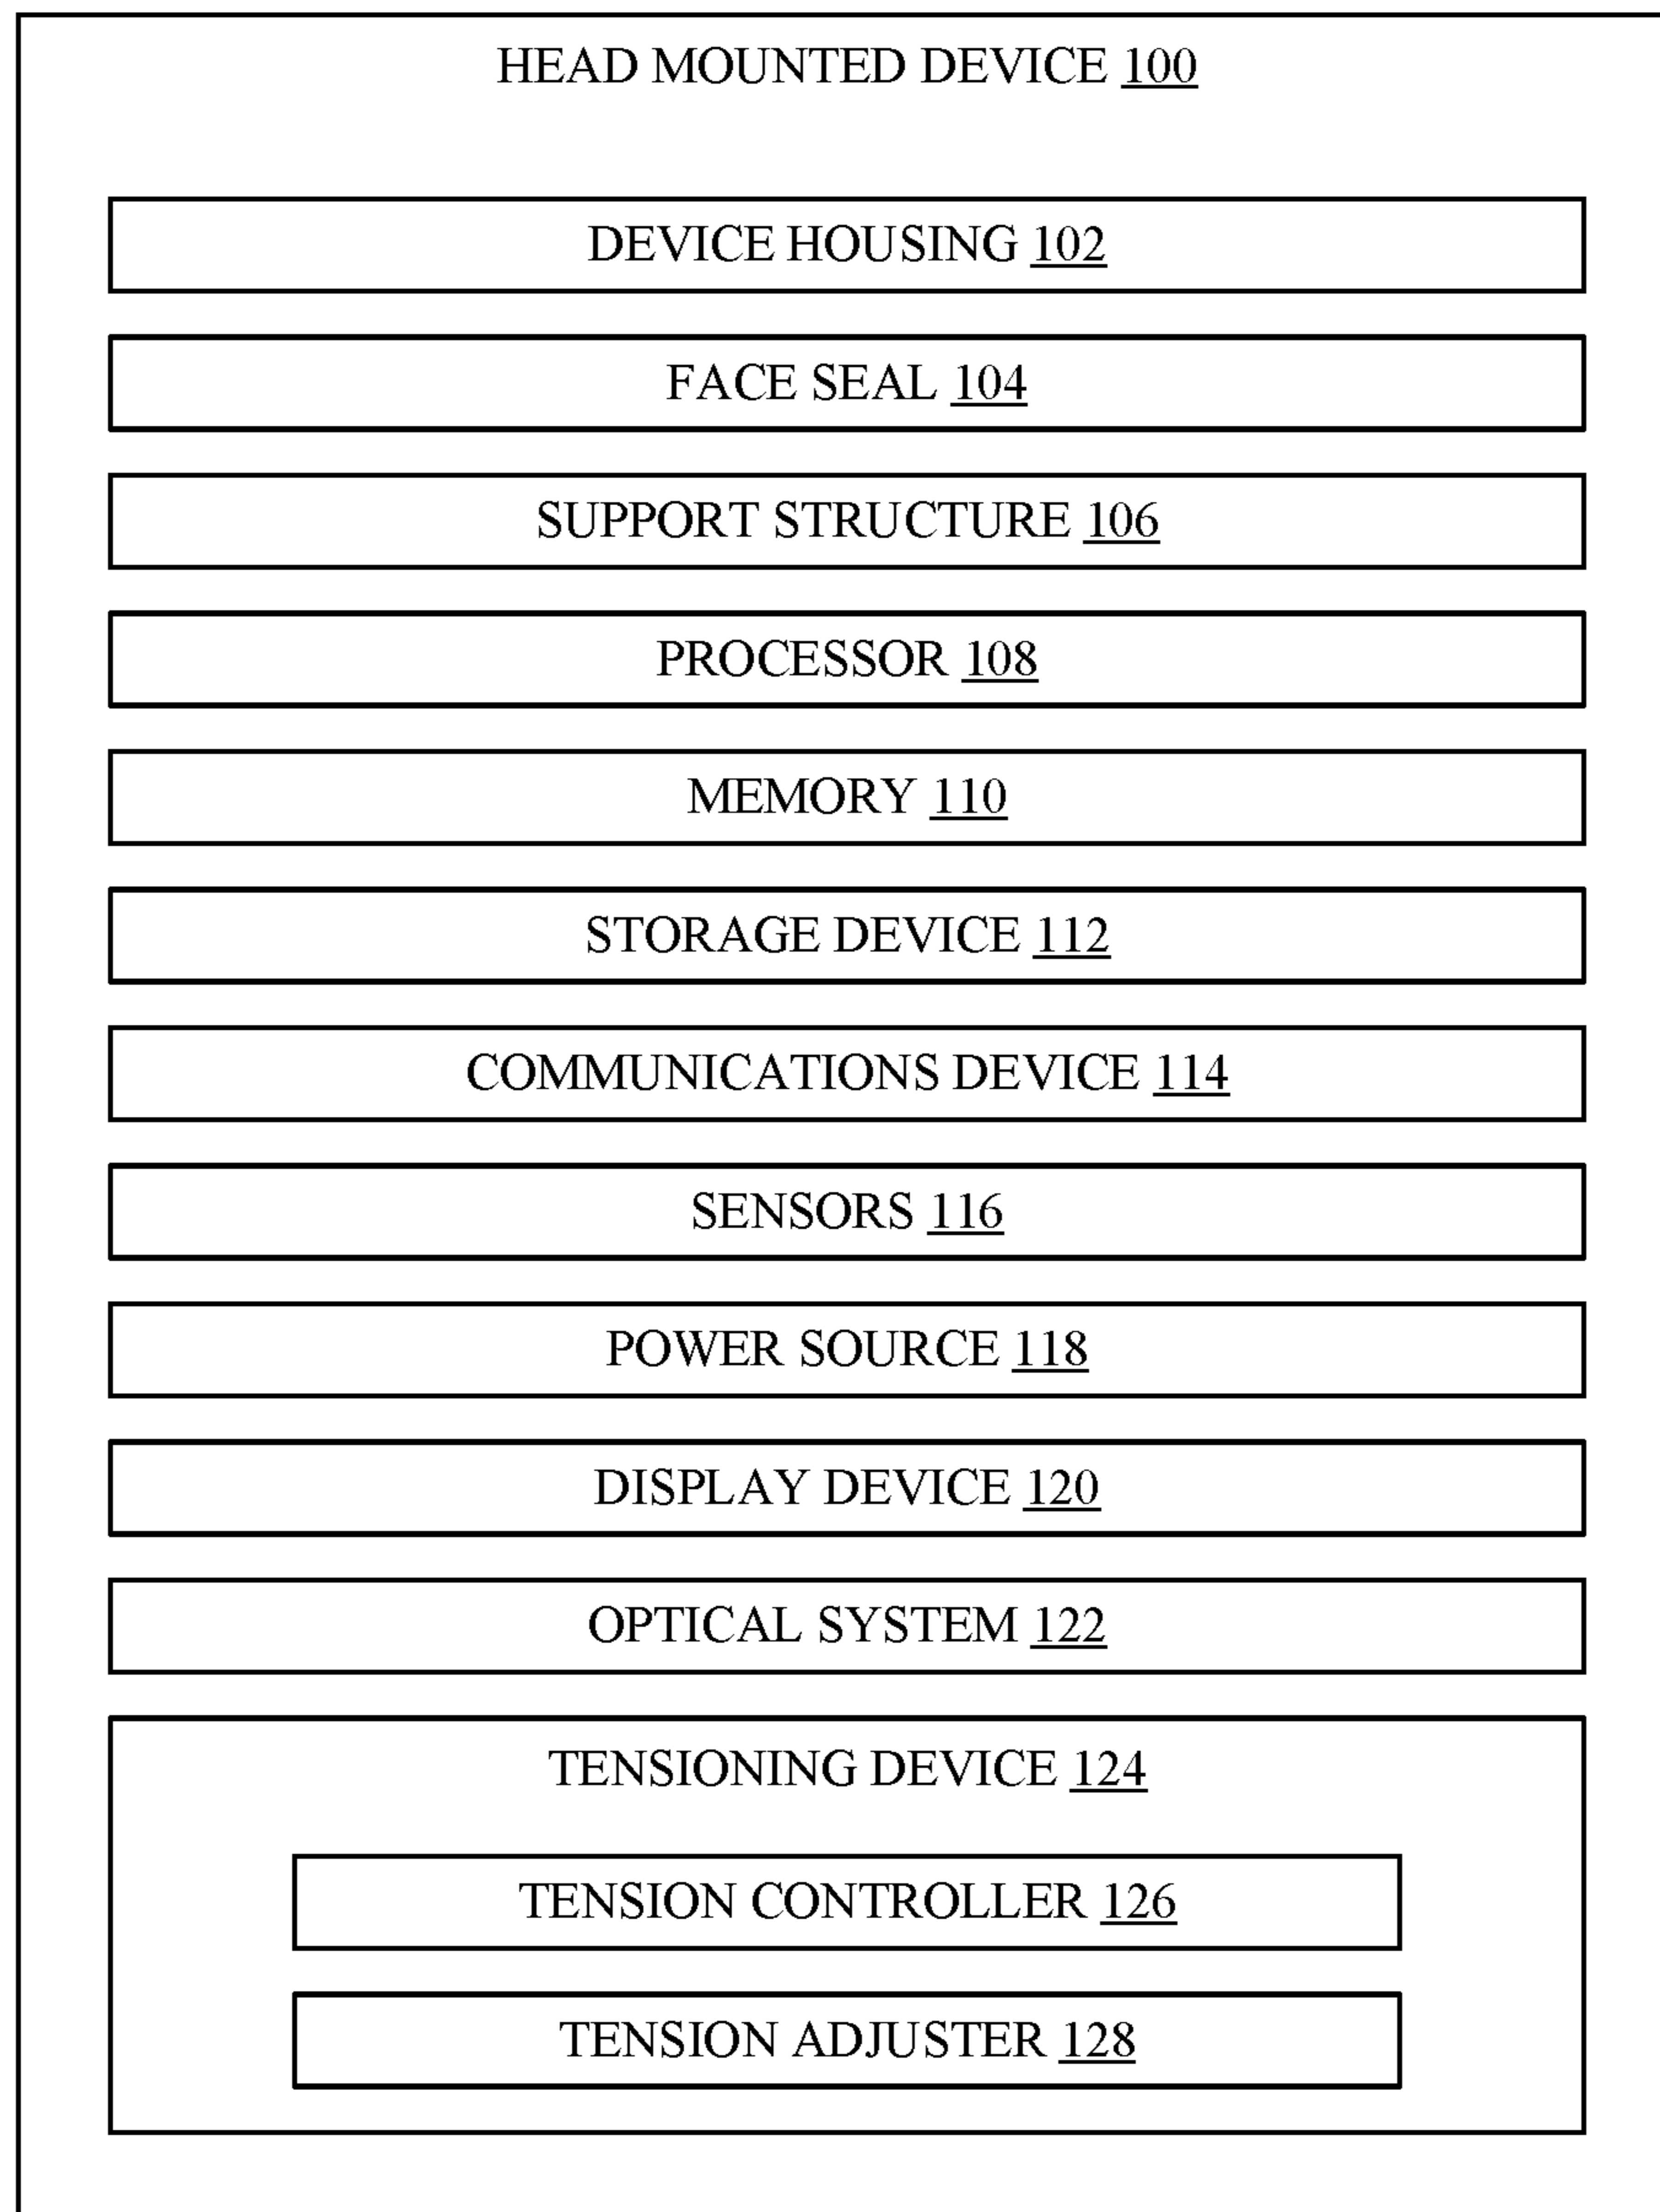 HEAD MOUNTED DEVICE 100
DEVICE HOUSING 102
FACE SEAL 104
SUPPORT STRUCTURE 106
PROCESSOR 108
MEMORY 110
STORAGE DEVICE 112
COMMUNICATIONS DEVICE 114
SENSORS 116
POWER SOURCE 118
DISPLAY DEVICE 120
OPTICAL SYSTEM 122
TENSIONING DEVICE 124
TENSION CONTROLLER 126
TENSION ADJUSTER 128